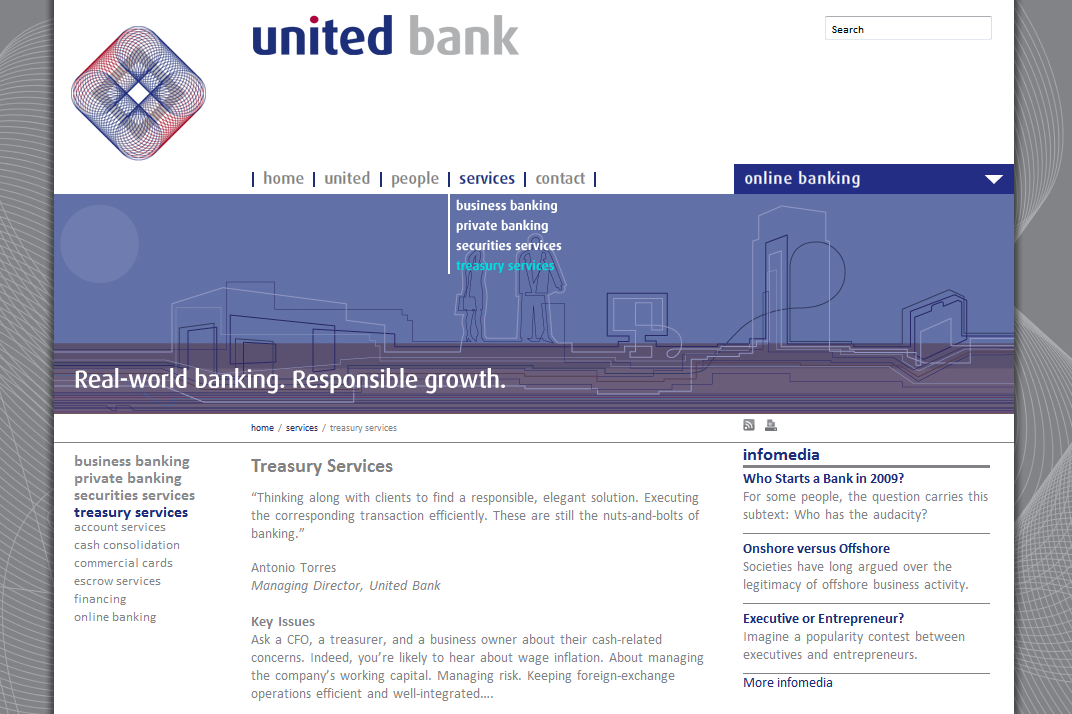 united bank
Search
| home | united | people | services | contact |
online banking
business banking
private banking
securities services
treasury services
Real-world banking. Responsible growth.
home / services / treasury services
business banking
private banking
securities services
treasury services
account services
cash consolidation
commercial cards
escrow services
financing
online banking
Treasury Services
“Thinking along with clients to find a responsible, elegant solution. Executing
the corresponding transaction efficiently. These are still the nuts-and-bolts of
banking.”
Antonio Torres
Managing Director, United Bank
Key Issues
Ask a CFO, a treasurer, and a business owner about their cash-related
concerns. Indeed, you’re likely to hear about wage inflation. About managing
the company’s working capital. Managing risk. Keeping foreign-exchange
operations efficient and well-integrated....
infomedia
Who Starts a Bank in 2009?
For some people, the question carries this
subtext: Who has the audacity?
Onshore versus Offshore
Societies have long argued over the
legitimacy of offshore business activity.
Executive or Entrepreneur?
Imagine a popularity contest between
executives and entrepreneurs.
More infomedia